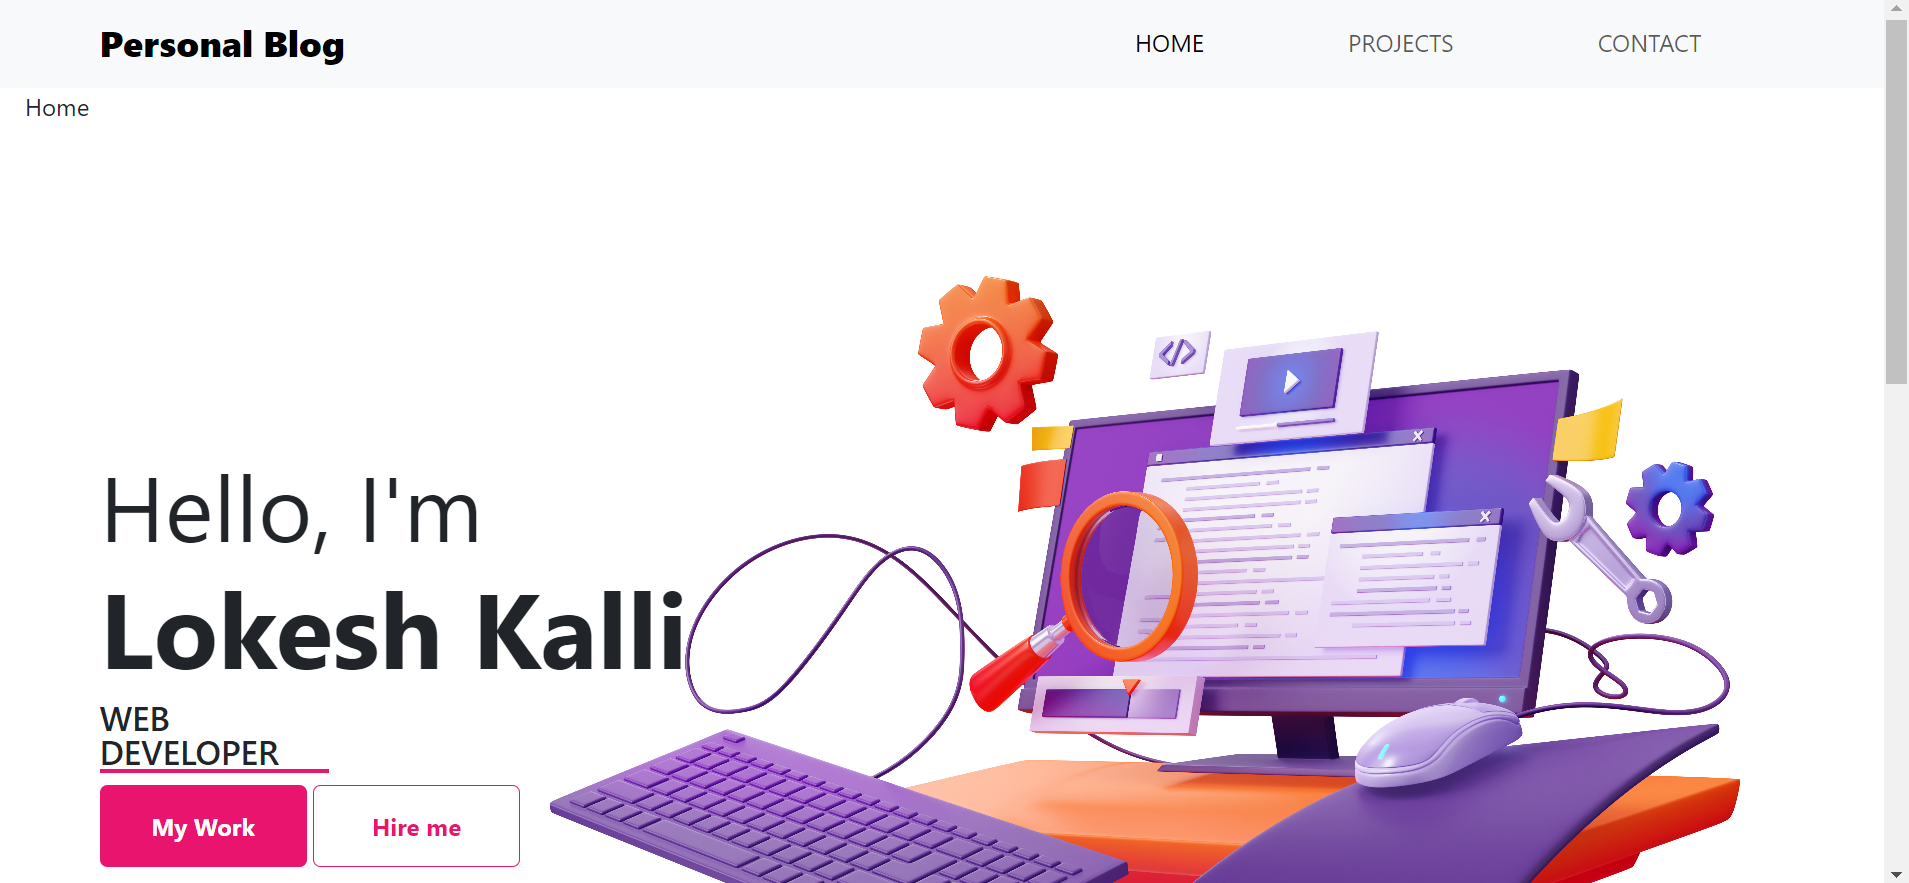 Personal Blog
HOME PROJECTS CONTACT
Home
Hello, I'm
Lokesh Kalli
WEB
DEVELOPER
My Work
Hire me